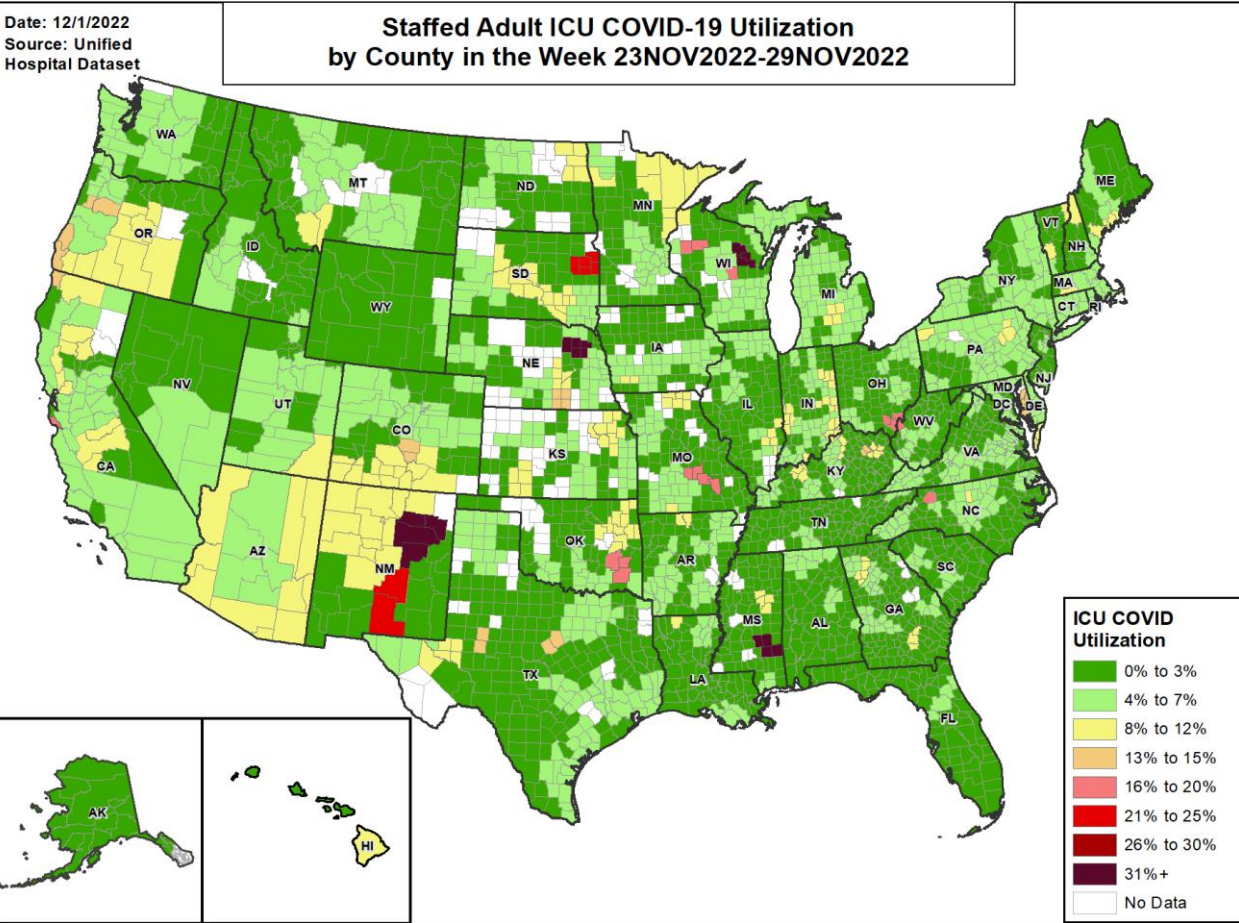 Date: 12/1/2022
Source: Unified
Hospital Dataset
Staffed Adult ICU COVID-19 Utilization
by County in the Week 23NOV2022-29NOV2022
WA
MT
ND
MN
ME
OR
ID
SD
WI
VT
NH
WY
MI
NY
MA
CT
RI
NE
IA
PA
NV
UT
CO
IL
IN
OH
NJ
MD
DE
DC
WV
CA
KS
MO
KY
VA
AZ
NM
OK
AR
TN
NC
SC
MS
AL
GA
TX
LA
FL
AK
HI
ICU COVID
Utilization
0% to 3%
4% to 7%
8% to 12%
13% to 15%
16% to 20%
21% to 25%
26% to 30%
31%+
No Data